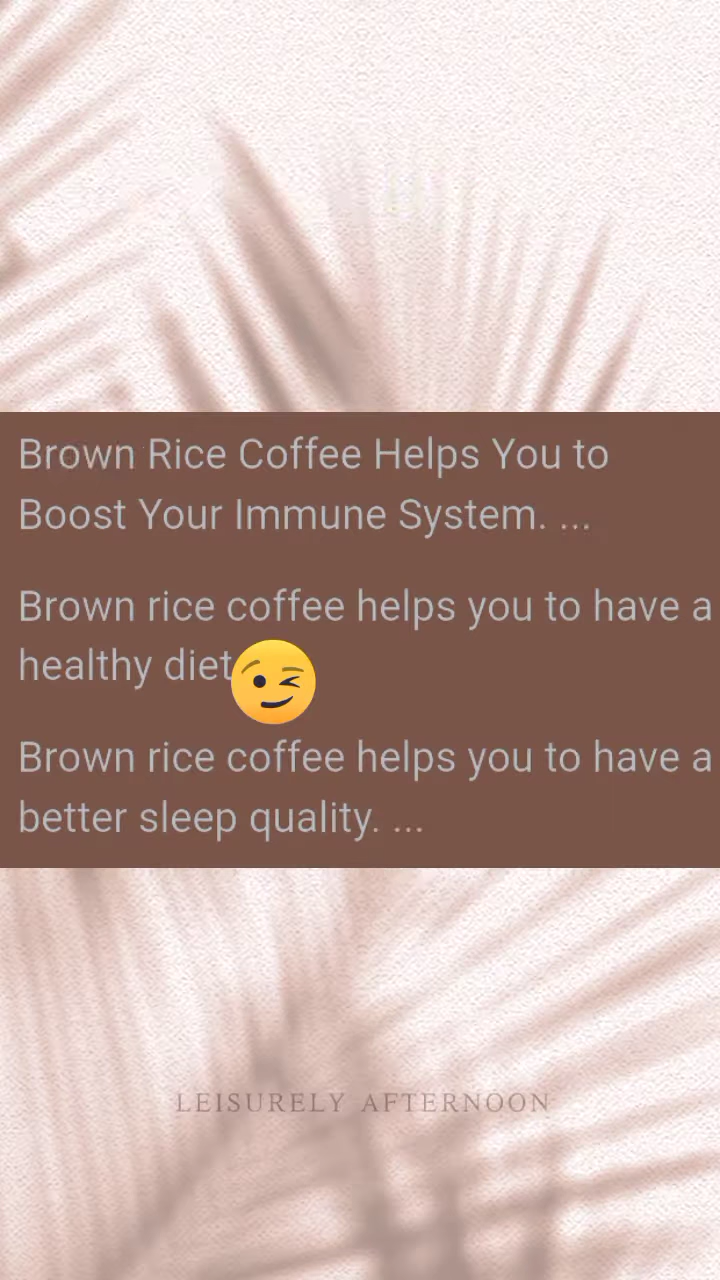 Brown Rice Coffee Helps You to
Boost Your Immune System. ...
Brown rice coffee helps you to have a
healthy diet
Brown rice coffee helps you to have a
better sleep quality. ...
LEISURELY AFTERNOON